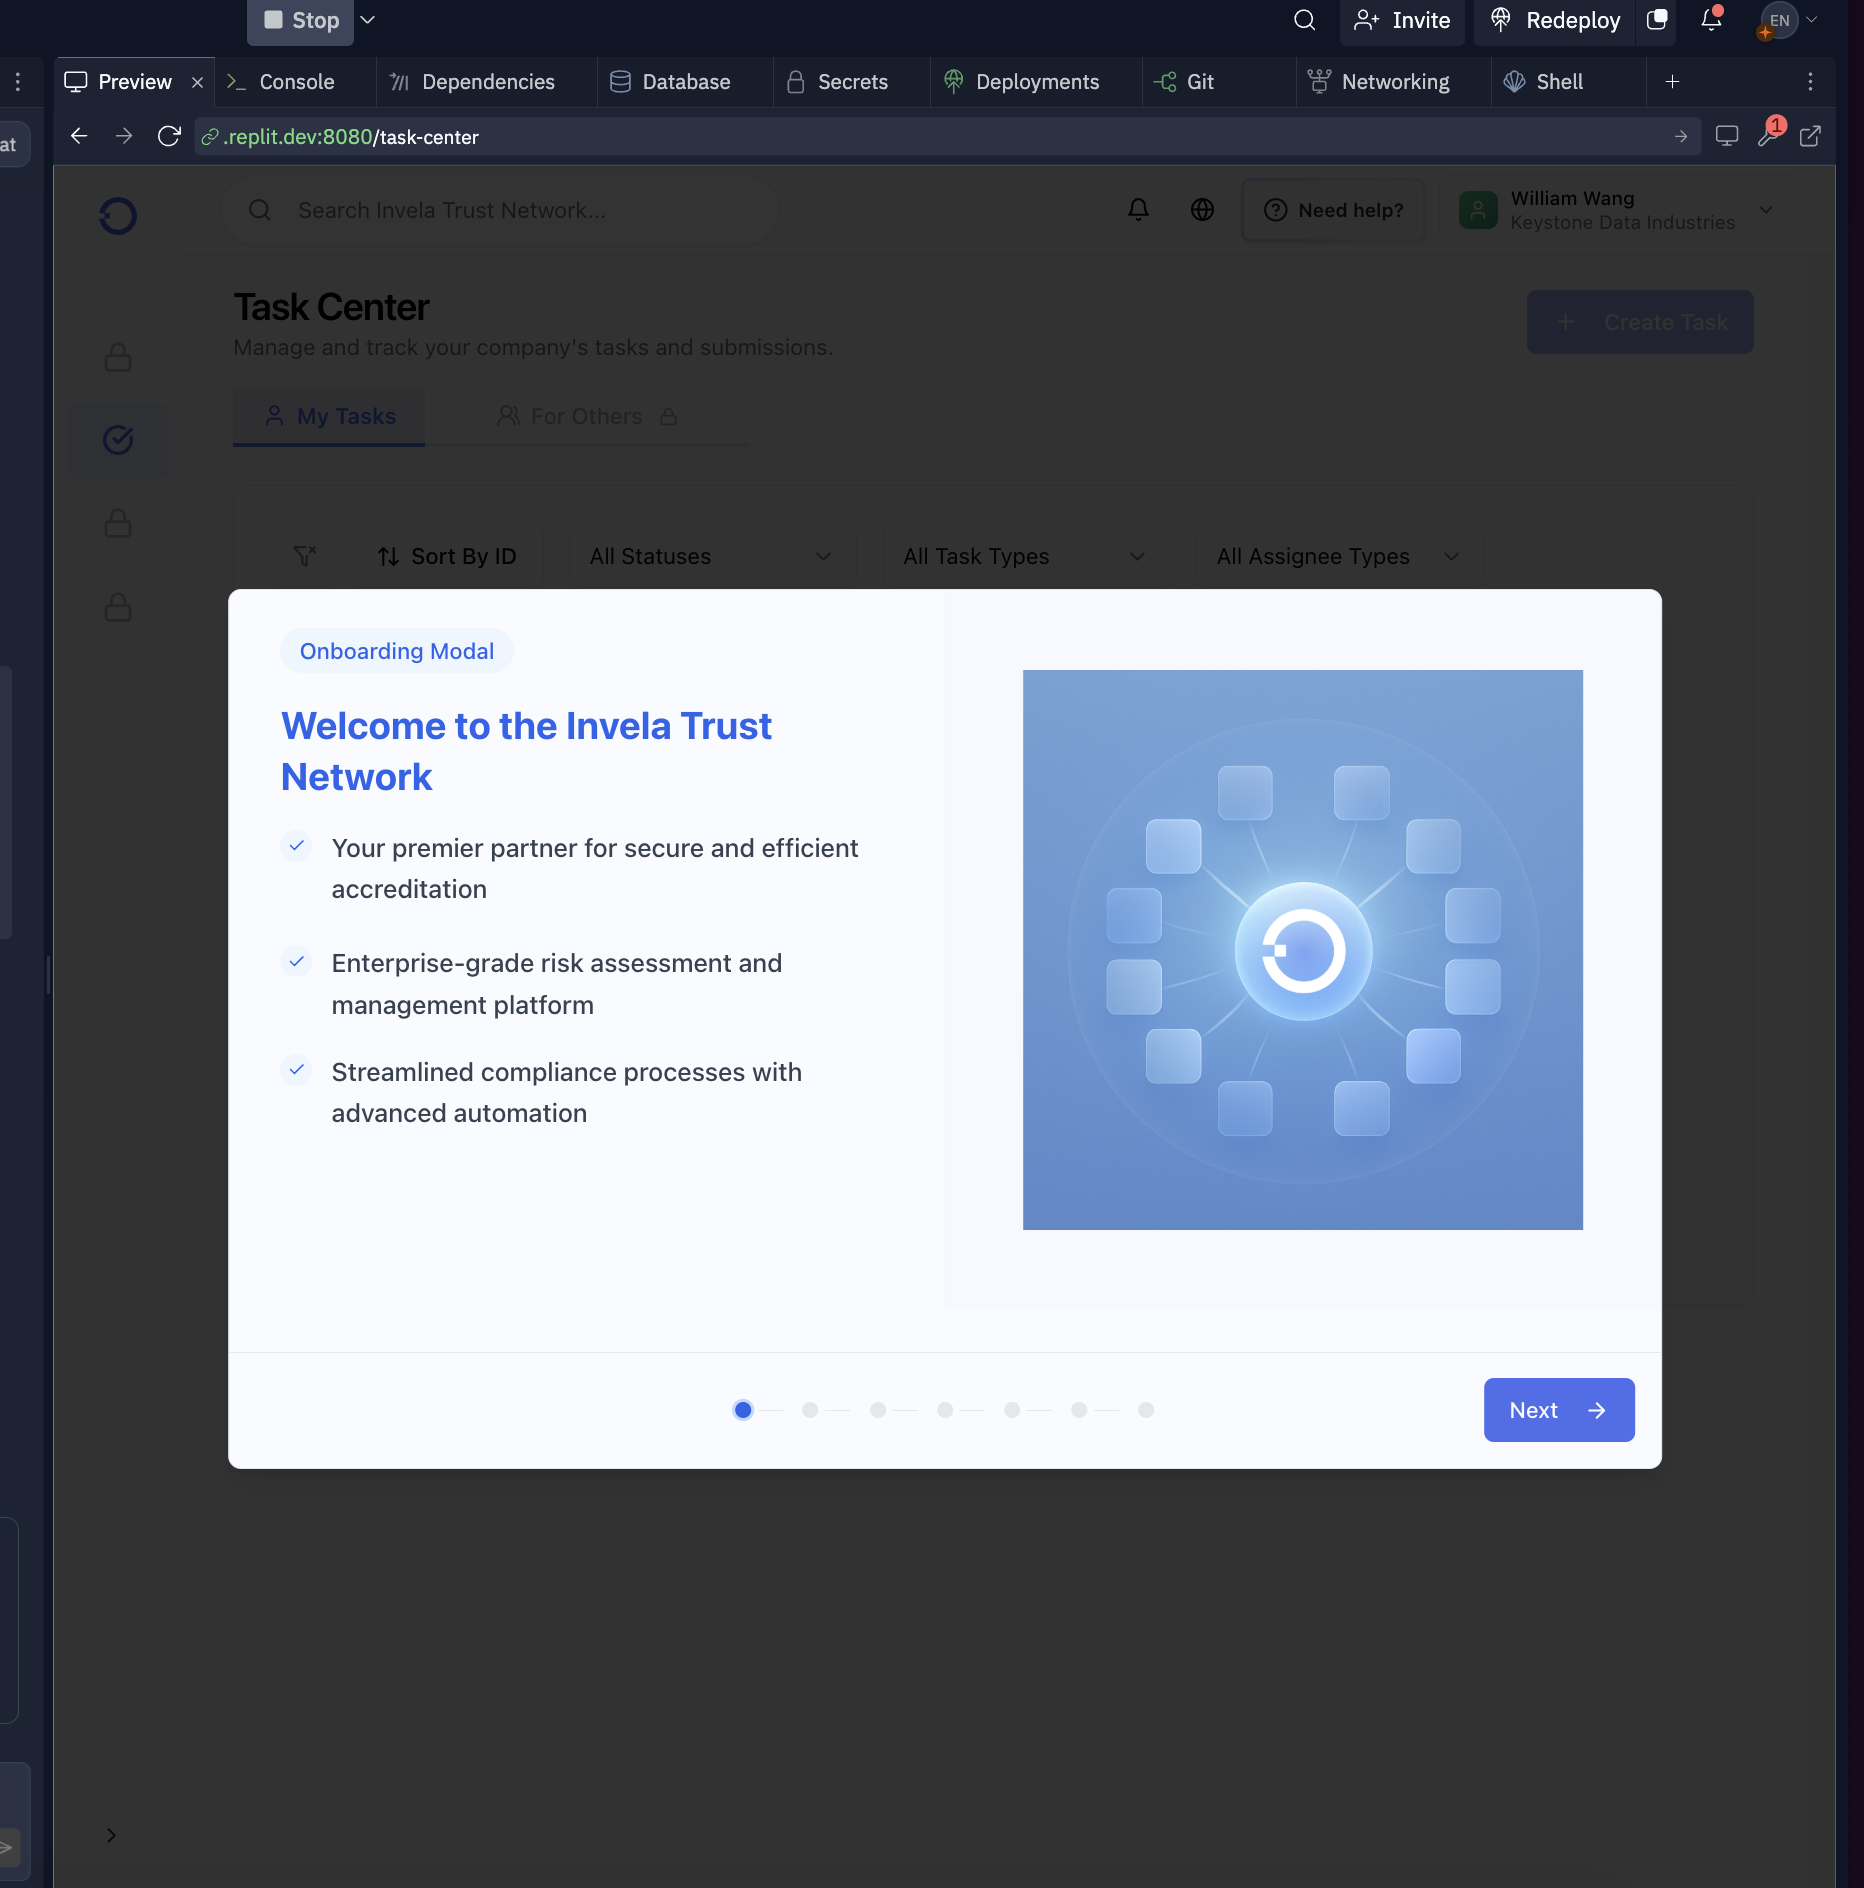 Stop
Invite
Redeploy
EN
Preview
Console
Dependencies
Database
Secrets
Deployments
Git
Networking
Shell
at
.replit.dev:8080/task-center
1
Search Invela Trust Network...
Need help?
William Wang
Keystone Data Industries
Task Center
Manage and track your company's tasks and submissions.
Create Task
My Tasks
For Others
Sort By ID
All Statuses
All Task Types
All Assignee Types
Onboarding Modal
Welcome to the Invela Trust
Network
Your premier partner for secure and efficient
accreditation
Enterprise-grade risk assessment and
management platform
Streamlined compliance processes with
advanced automation
Next